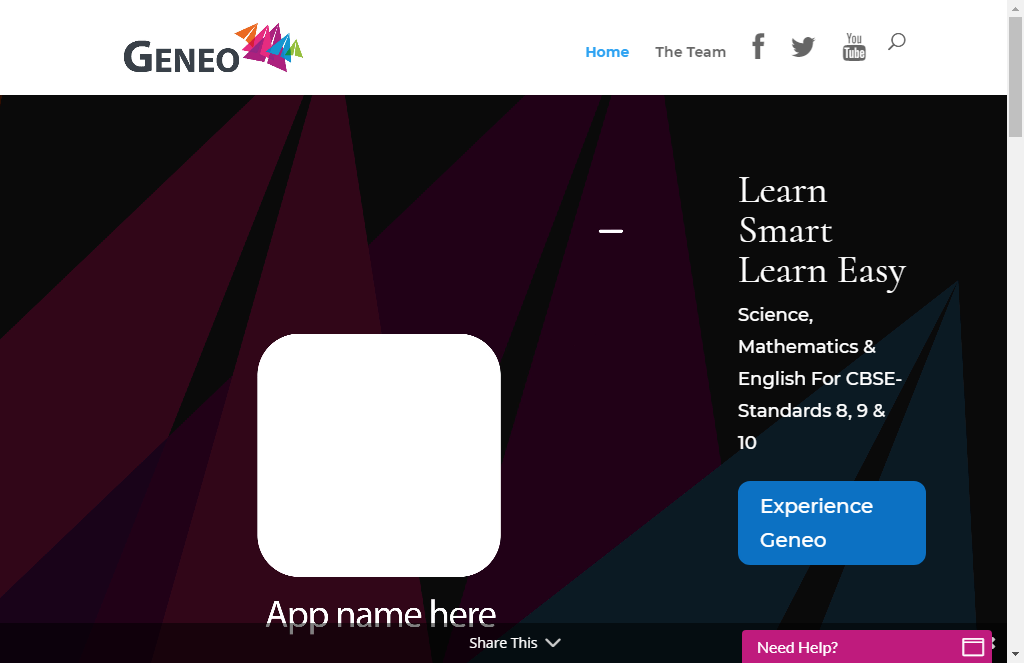 GENEO
Home
The Team
You
Tube
Learn
Smart
Learn Easy
Science,
Mathematics &
English For CBSE-
Standards 8, 9 &
10
Experience
Geneo
App name here
Share This
Need Help?